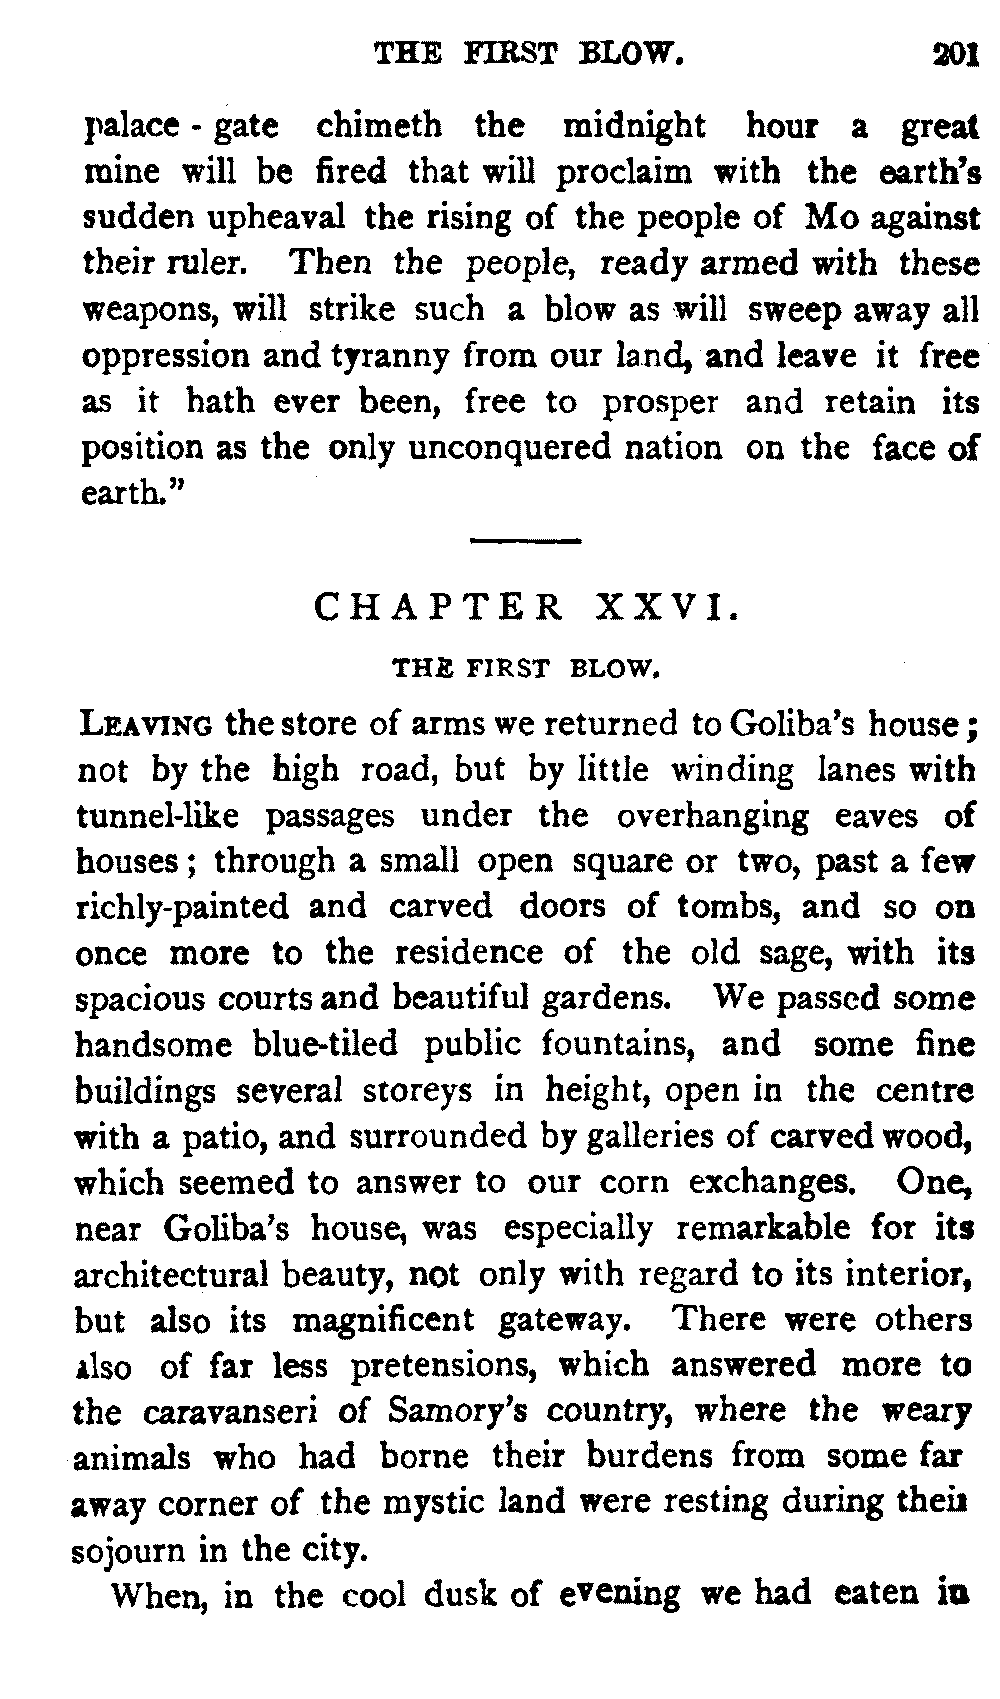 THE FIRST BLOW. 201
palace-gate chimeth the midnight hour a great
mine will be fired that will proclaim with the earth's
sudden upheaval the rising of the people of Mo against
their ruler. Then the people, ready armed with these
weapons, will strike such a blow as will sweep away all
oppression and tyranny from our land, and leave it free
as it hath ever been, free to prosper and retain its
position as the only unconquered nation on the face of
earth."
CHAPTER XXVI.
THE FIRST BLOW.
LEAVING the store of arms we returned to Goliba's house;
not by the high road, but by little winding lanes with
tunnel-like passages under the overhanging eaves of
houses; through a small open square or two, past a few
richly-painted and carved doors of tombs, and so on
once more to the residence of the old sage, with its
spacious courts and beautiful gardens. We passed some
handsome blue-tiled public fountains, and some fine
buildings several storeys in height, open in the centre
with a patio, and surrounded by galleries of carved wood,
which seemed to answer to our corn exchanges. One,
near Goliba's house, was especially remarkable for its
architectural beauty, not only with regard to its interior,
but also its magnificent gateway. There were others
also of far less pretensions, which answered more to
the caravanseri of Samory's country, where the weary
animals who had borne their burdens from some far
away corner of the mystic land were resting during their
sojourn in the city.
When, in the cool dusk of evening we had eaten in